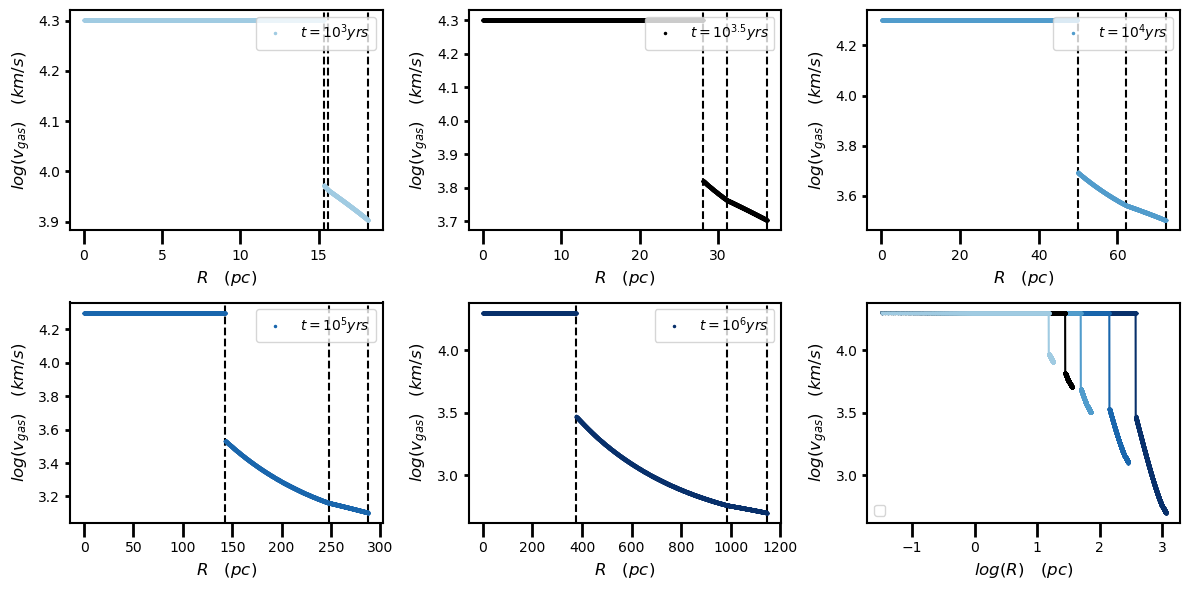 4.3
4.2
4.1
4.0
3.9
log(v_gas) (km/s)
t = 10^3 yrs
0 5 10 15
R (pc)
4.3
4.2
4.1
4.0
3.9
3.8
3.7
log(v_gas) (km/s)
t = 10^3.5 yrs
0 10 20 30
R (pc)
4.2
4.0
3.8
3.6
log(v_gas) (km/s)
t = 10^4 yrs
0 20 40 60
R (pc)
4.2
4.0
3.8
3.6
3.4
3.2
log(v_gas) (km/s)
t = 10^5 yrs
0 50 100 150 200 250 300
R (pc)
4.0
3.5
3.0
log(v_gas) (km/s)
t = 10^6 yrs
0 200 400 600 800 1000 1200
R (pc)
4.0
3.5
3.0
log(v_gas) (km/s)
−1 0 1 2 3
log(R) (pc)